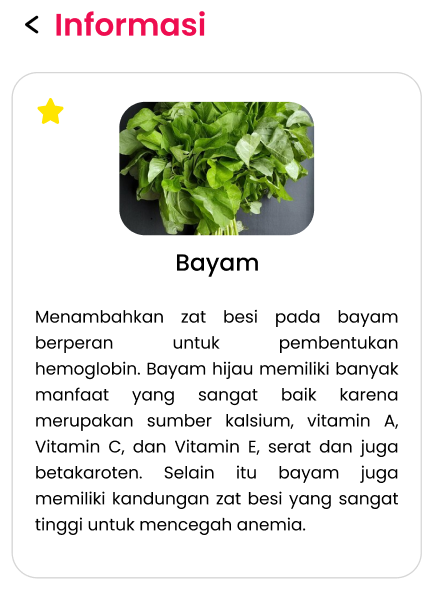 Informasi
Bayam
Menambahkan zat besi pada bayam
berperan untuk pembentukan
hemoglobin. Bayam hijau memiliki banyak
manfaat yang sangat baik karena
merupakan sumber kalsium, vitamin A,
Vitamin C, dan Vitamin E, serat dan juga
betakaroten. Selain itu bayam juga
memiliki kandungan zat besi yang sangat
tinggi untuk mencegah anemia.